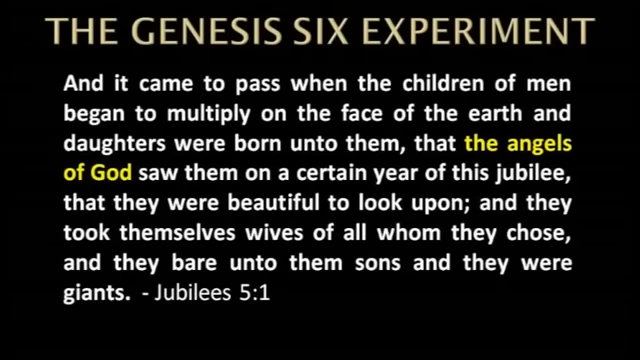 THE GENESIS SIX EXPERIMENT
And it came to pass when the children of men
began to multiply on the face of the earth and
daughters were born unto them, that the angels
of God saw them on a certain year of this jubilee,
that they were beautiful to look upon; and they
took themselves wives of all whom they chose,
and they bare unto them sons and they were
giants. - Jubilees 5:1